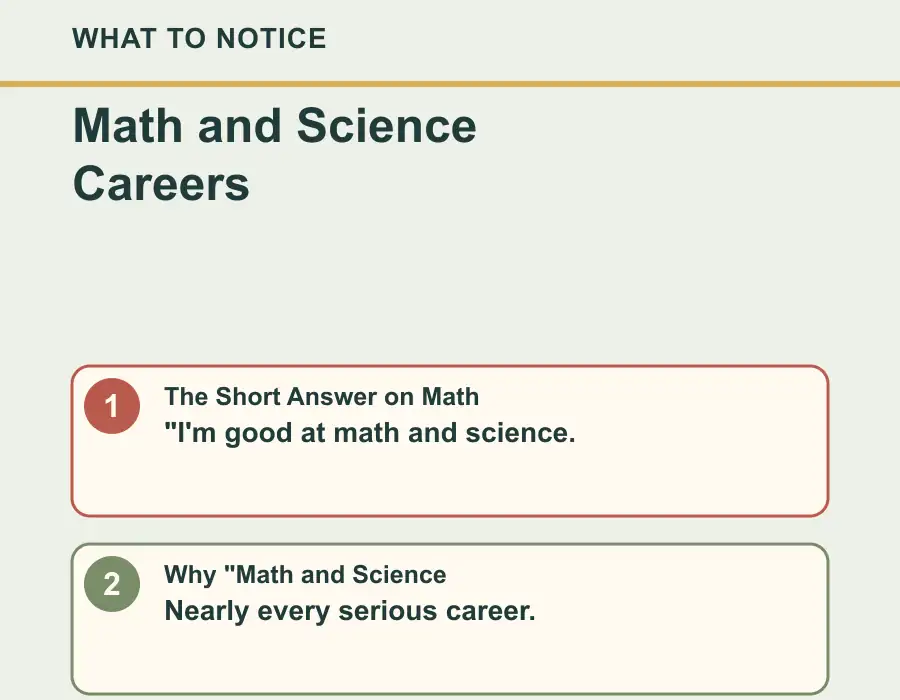 WHAT TO NOTICE
Math and Science
Careers
1
The Short Answer on Math
"I'm good at math and science.
2
Why "Math and Science
Nearly every serious career.